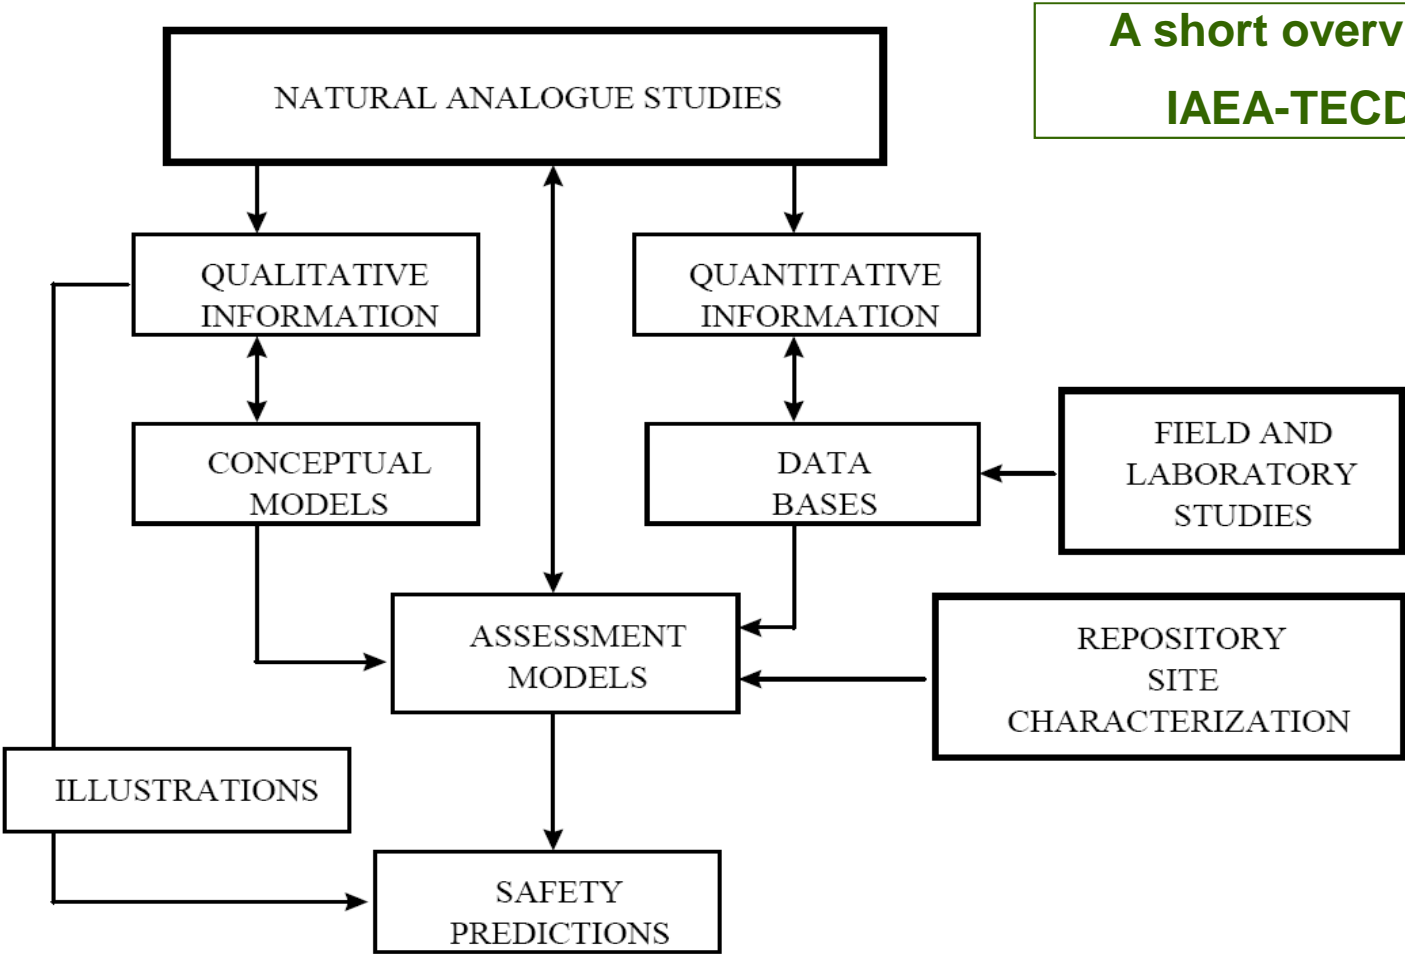 A short overv
IAEA-TECD
NATURAL ANALOGUE STUDIES
QUALITATIVE
INFORMATION
QUANTITATIVE
INFORMATION
CONCEPTUAL
MODELS
DATA
BASES
FIELD AND
LABORATORY
STUDIES
ASSESSMENT
MODELS
REPOSITORY
SITE
CHARACTERIZATION
ILLUSTRATIONS
SAFETY
PREDICTIONS